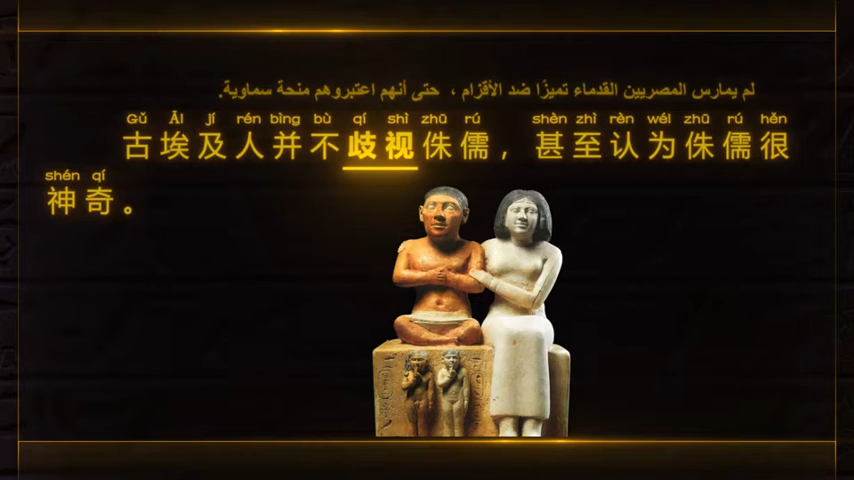 لم يمارس المصريين القدماء تميزًا ضد الأقزام ، حتى أنهم اعتبروهم منحة سماوية.
Gǔ Āi jí rén bìng bù qí shì zhū rú shèn zhì rèn wéi zhū rú hěn
古埃及人并不歧视侏儒，甚至认为侏儒很
shén qí
神奇。